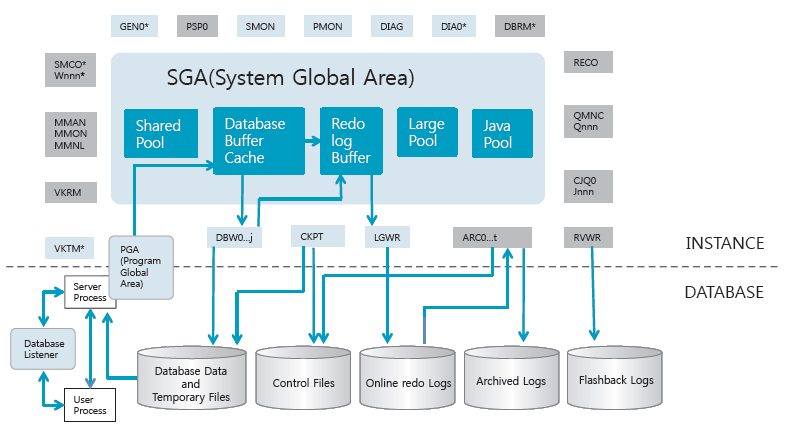 GEN0*
PSP0
SMON
PMON
DIAG
DIA0*
DBRM*
SMCO*
Wnnn*
SGA(System Global Area)
RECO
MMAN
MMON
MMNL
Shared
Pool
Database
Buffer
Cache
Redo
log
Buffer
Large
Pool
Java
Pool
QMNC
Qnnn
VKRM
CJQ0
Jnnn
VKTM*
PGA
(Program
Global
Area)
DBW0...j
CKPT
LGWR
ARC0...t
RVWR
INSTANCE
DATABASE
Server
Process
Database
Listener
User
Process
Database Data
and
Temporary Files
Control Files
Online redo Logs
Archived Logs
Flashback Logs